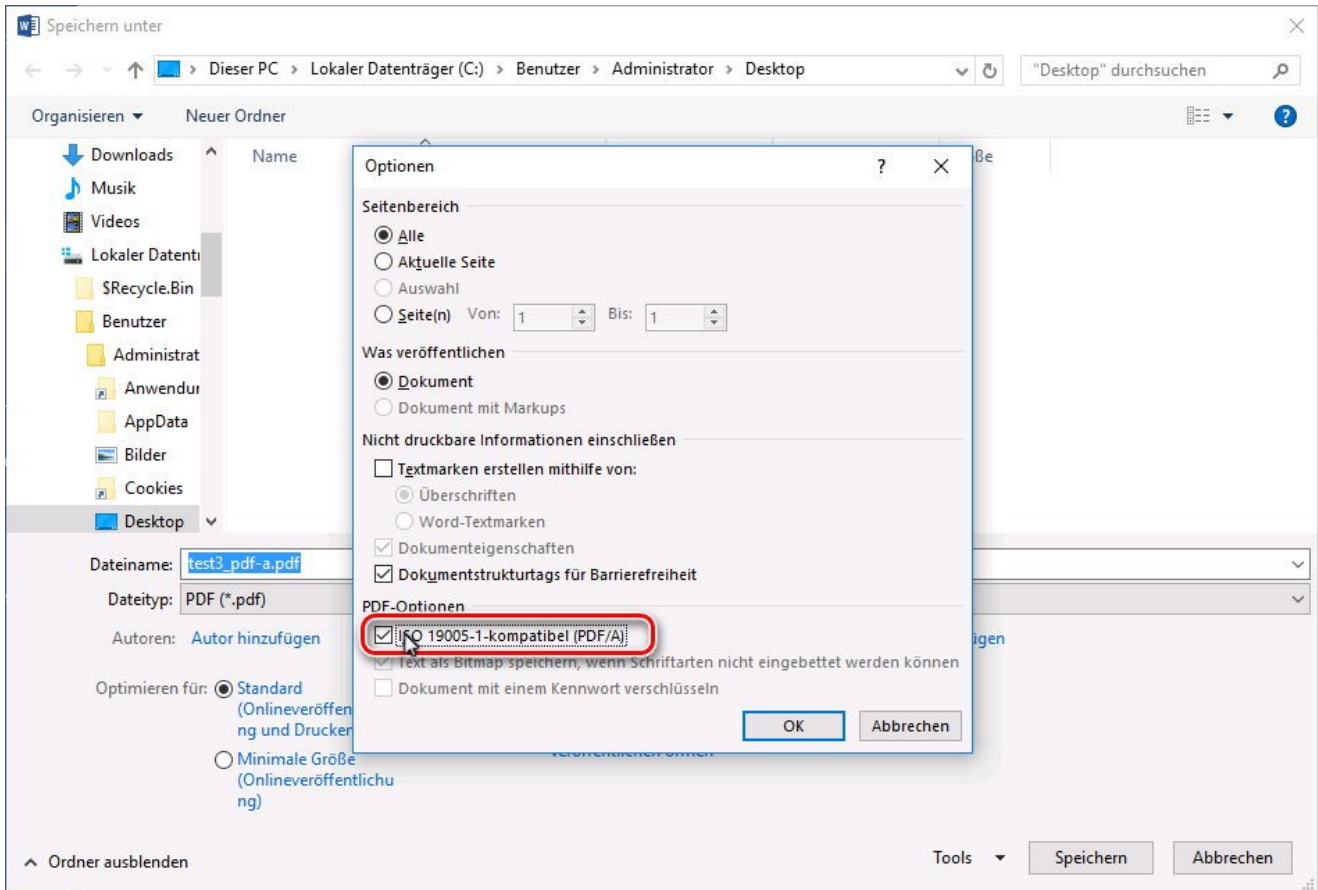 Speichern unter
Dieser PC > Lokaler Datenträger (C:) > Benutzer > Administrator > Desktop
"Desktop" durchsuchen
Organisieren
Neuer Ordner
Downloads
Musik
Videos
Lokaler Datentr
$Recycle.Bin
Benutzer
Administrat
Anwendun
AppData
Bilder
Cookies
Desktop
Name
ße
Optionen
?
Seitenbereich
Alle
Aktuelle Seite
Auswahl
Seite(n) Von: 1 Bis: 1
Was veröffentlichen
Dokument
Dokument mit Markups
Nicht druckbare Informationen einschließen
Textmarken erstellen mithilfe von:
Überschriften
Word-Textmarken
Dokumenteigenschaften
Dokumentstrukturtags für Barrierefreiheit
PDF-Optionen
ISO 19005-1-kompatibel (PDF/A)
Text als Bitmap speichern, wenn Schriftarten nicht eingebettet werden können
Dokument mit einem Kennwort verschlüsseln
OK Abbrechen
Dateiname: test3_pdf-a.pdf
Dateityp: PDF (*.pdf)
Autoren: Autor hinzufügen
ügen
Optimieren für: Standard
(Onlineveröffen
ng und Drucken
Minimale Größe
(Onlineveröffentlichu
ng)
Ordner ausblenden
Tools Speichern Abbrechen